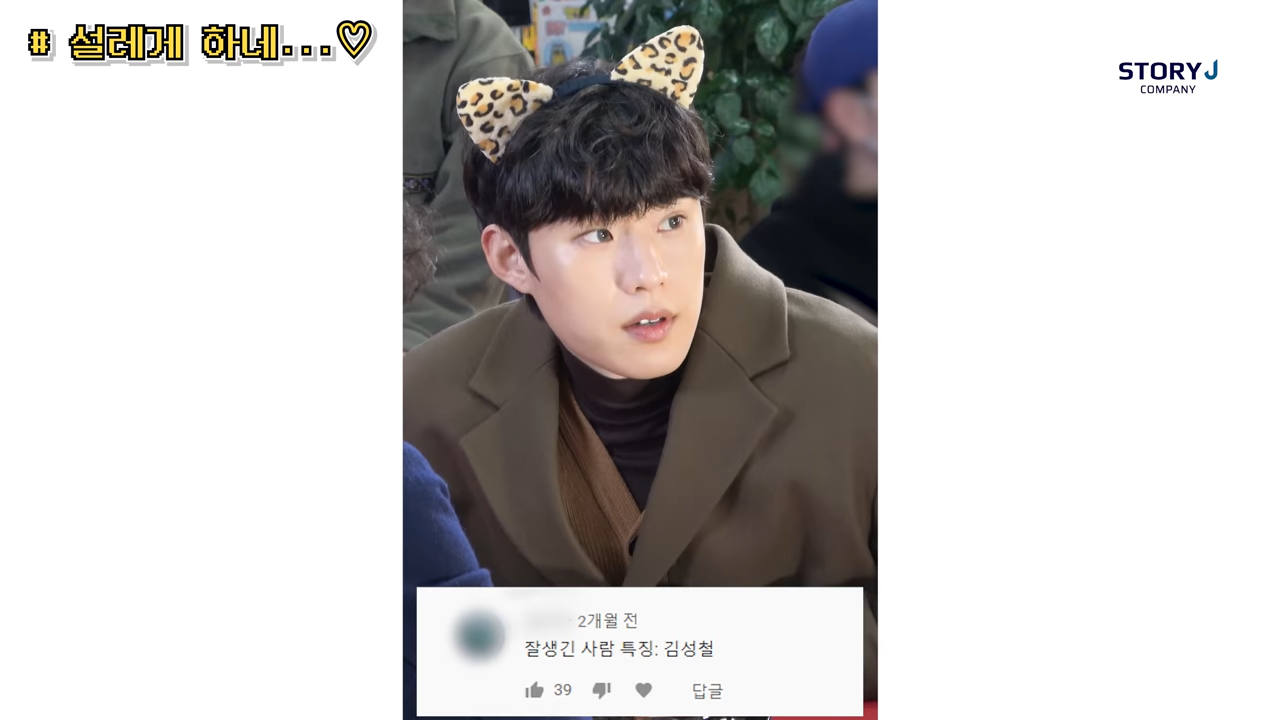 # 설레게 하네...♡
STORY J
COMPANY
2개월 전
잘생긴 사람 특징: 김성철
39
답글